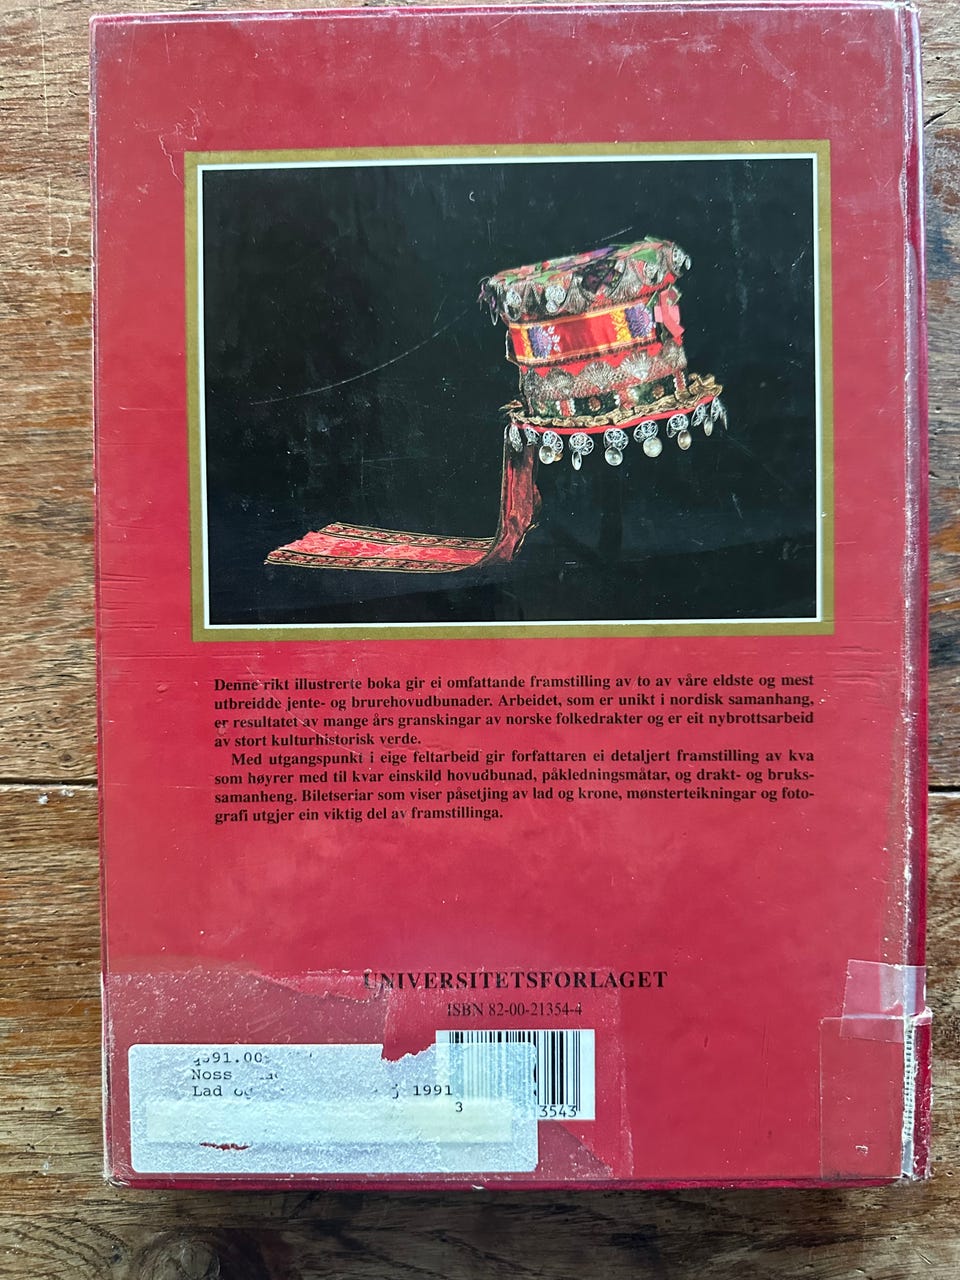 Denne rikt illustrerte boka gir ei omfattande framstilling av to av våre eldste og mest
utbreidde jente- og brurehovudbunader. Arbeidet, som er unikt i nordisk samanhang,
er resultatet av mange års granskingar av norske folkedrakter og er eit nybrottsarbeid
av stort kulturhistorisk verde.
Med utgangspunkt i eige feltarbeid gir forfattaren ei detaljert framstilling av kva
som høyrer med til kvar einskild hovudbunad, påkledningsmåtar, og drakt- og bruks-
samanheng. Biletseriar som viser påsetjing av lad og krone, mønsterteikningar og foto-
grafi utgjer ein viktig del av framstillinga.
UNIVERSITETSFORLAGET
ISBN 82-00-21354-4
Noss
Lad 1991
3 3543